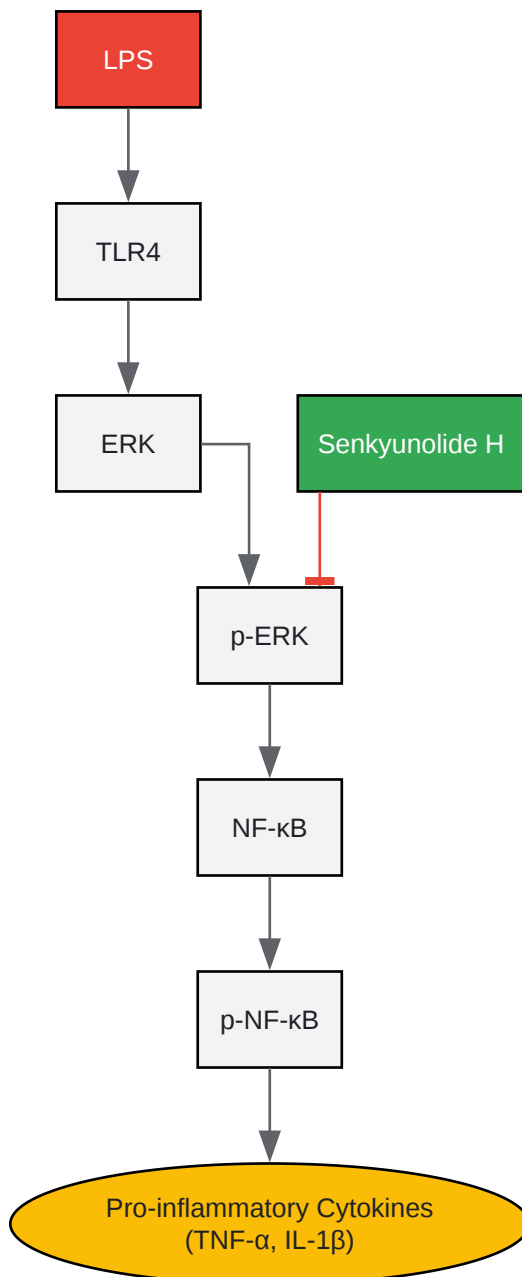 LPS
TLR4
ERK
Senkyunolide H
p-ERK
NF-κB
p-NF-κB
Pro-inflammatory Cytokines
(TNF-α, IL-1β)